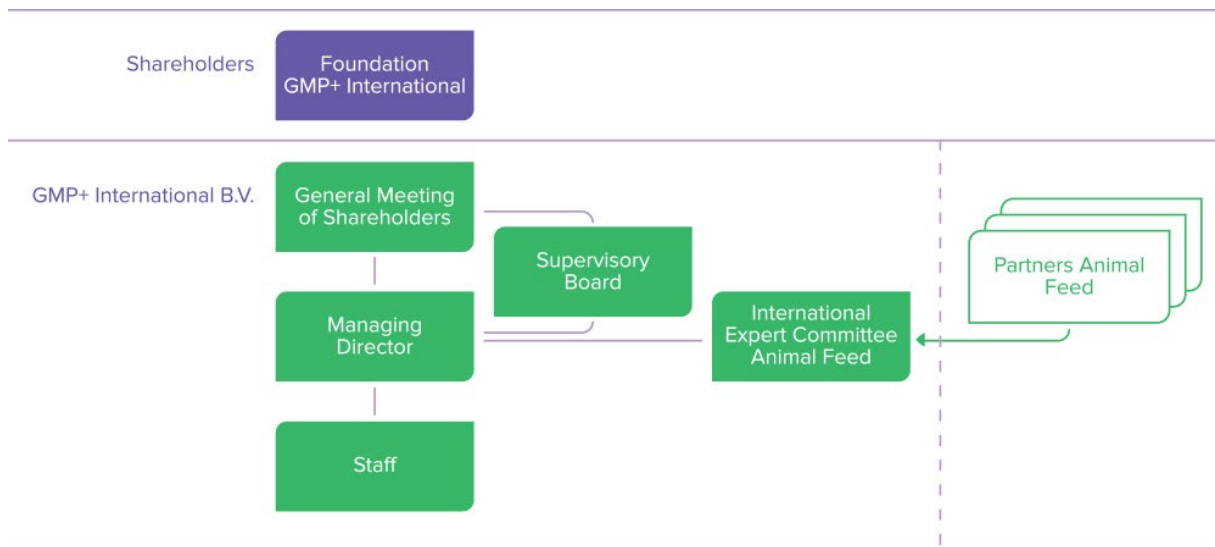 Shareholders
Foundation
GMP+ International
GMP+ International B.V.
General Meeting
of Shareholders
Supervisory
Board
Partners Animal
Feed
Managing
Director
International
Expert Committee
Animal Feed
Staff